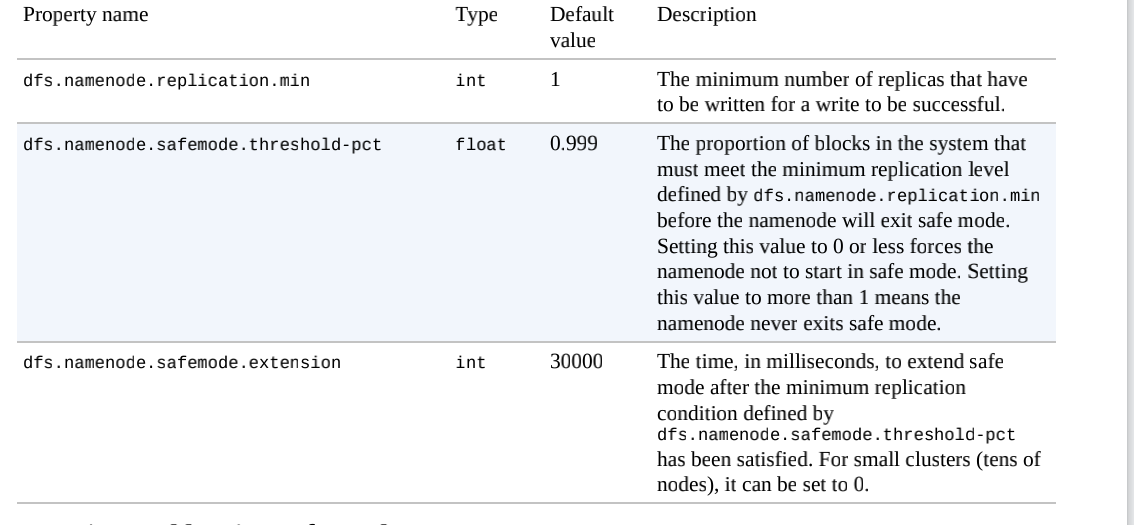 Property name Type Default Description
value
dfs.namenode.replication.min int 1 The minimum number of replicas that have
to be written for a write to be successful.
dfs.namenode.safemode.threshold-pct float 0.999 The proportion of blocks in the system that
must meet the minimum replication level
defined by dfs.namenode.replication.min
before the namenode will exit safe mode.
Setting this value to 0 or less forces the
namenode not to start in safe mode. Setting
this value to more than 1 means the
namenode never exits safe mode.
dfs.namenode.safemode.extension int 30000 The time, in milliseconds, to extend safe
mode after the minimum replication
condition defined by
dfs.namenode.safemode.threshold-pct
has been satisfied. For small clusters (tens of
nodes), it can be set to 0.